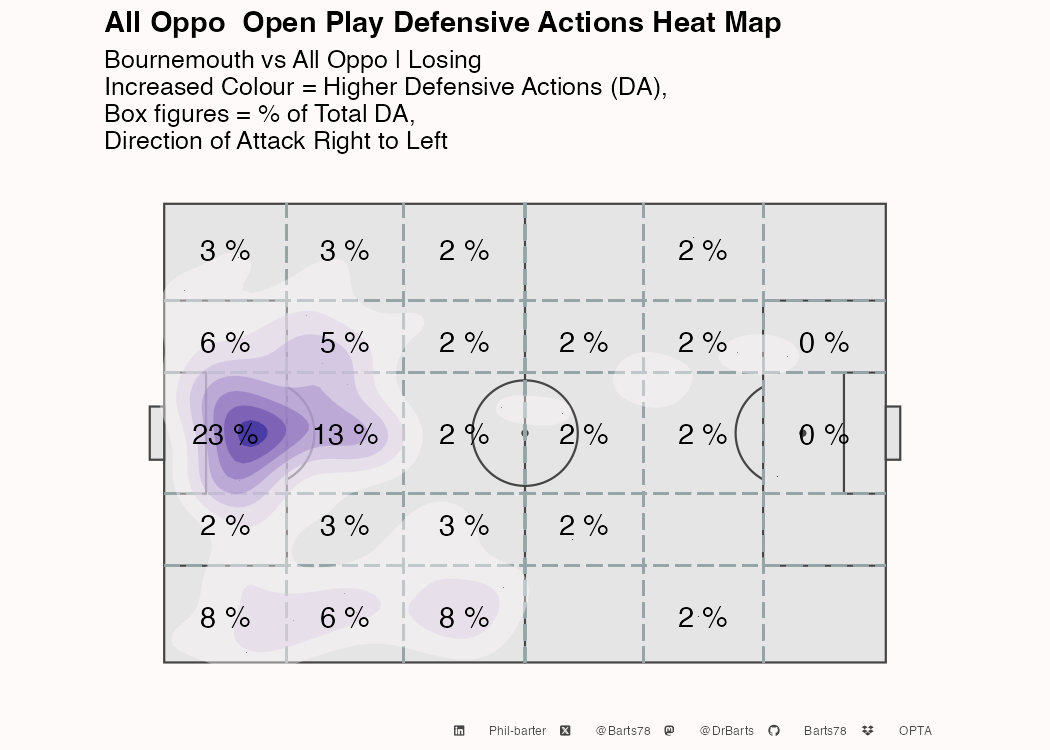 All Oppo  Open Play Defensive Actions Heat Map
Bournemouth vs All Oppo | Losing
Increased Colour = Higher Defensive Actions (DA),
Box figures = % of Total DA,
Direction of Attack Right to Left
3 % 3 % 2 % 2 %
6 % 5 % 2 % 2 % 2 % 0 %
23 % 13 % 2 % 2 % 2 % 0 %
2 % 3 % 3 % 2 %
8 % 6 % 8 % 2 %
Phil-barter @Barts78 @DrBarts Barts78 OPTA